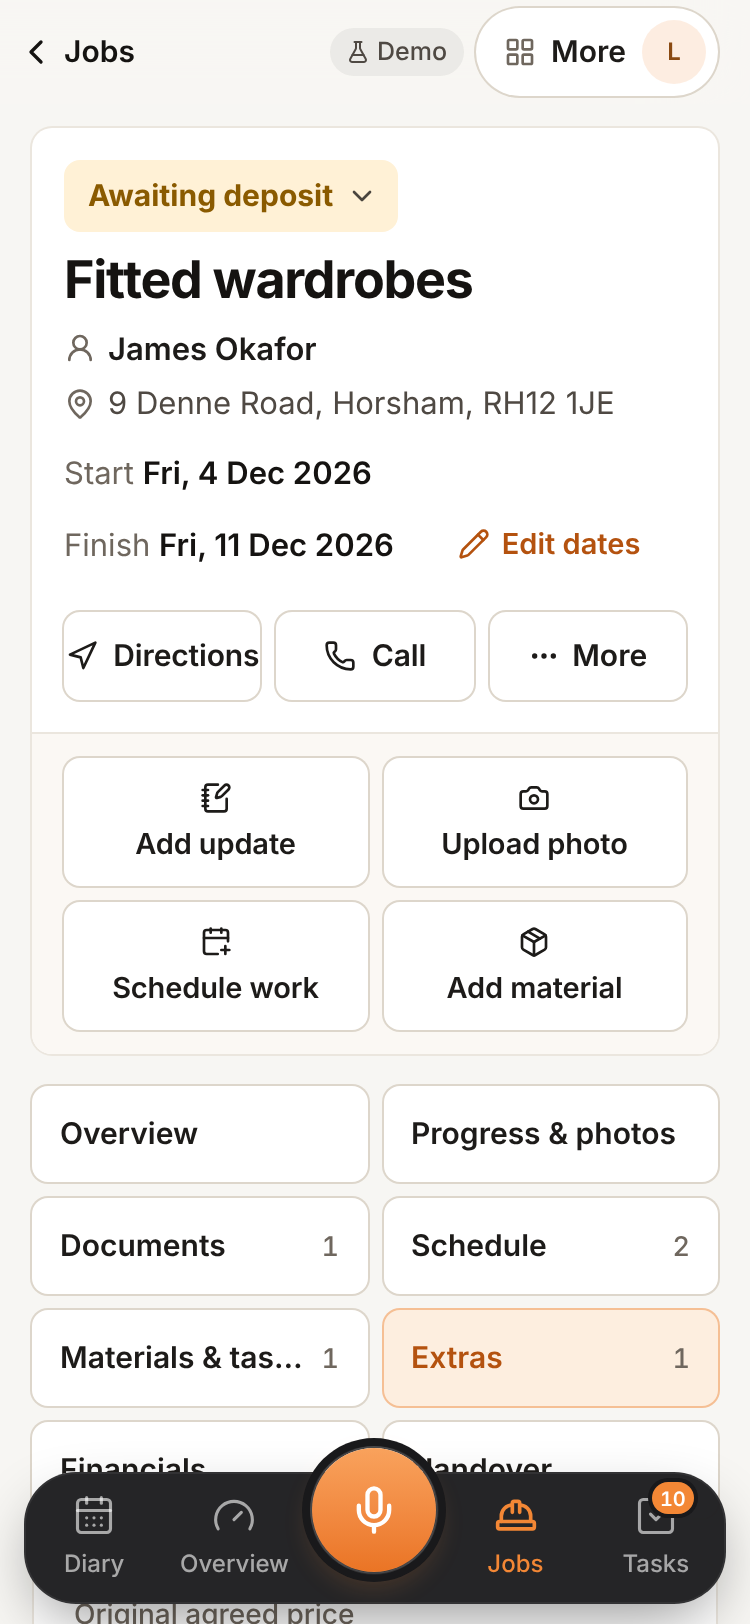 Jobs
Demo
More
L
Awaiting deposit
Fitted wardrobes
James Okafor
9 Denne Road, Horsham, RH12 1JE
Start Fri, 4 Dec 2026
Finish Fri, 11 Dec 2026
Edit dates
Directions
Call
More
Add update
Upload photo
Schedule work
Add material
Overview
Progress & photos
Documents 1
Schedule 2
Materials & tas... 1
Extras 1
Financials
Handover
Diary
Overview
Jobs
10
Tasks
Original agreed price